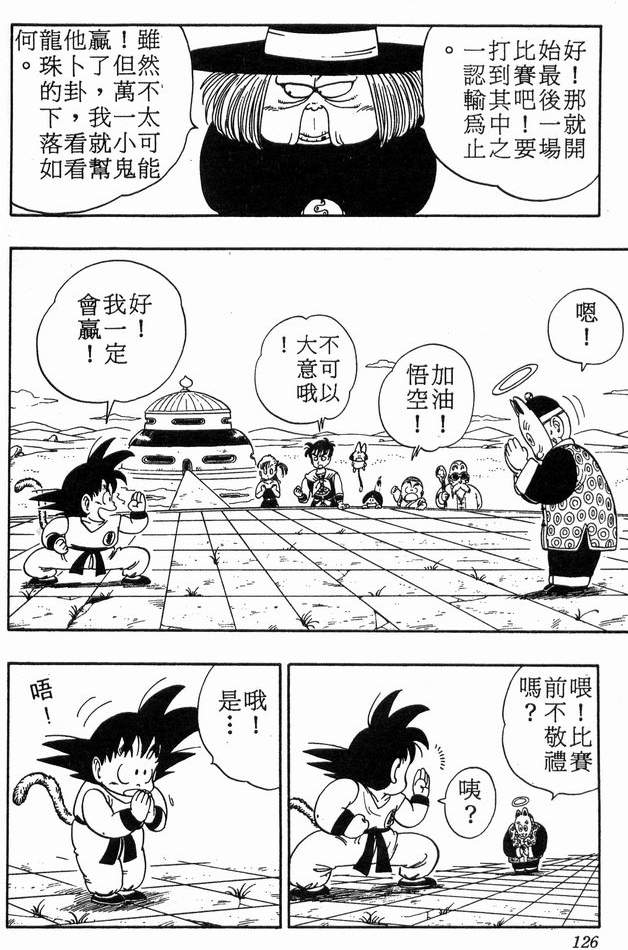 好！那就開
始最後一場
比賽吧！要
打到其中之
一認輸爲止
。
雖然不太可能
！但萬一小鬼
贏了，我就幫
他卜卦，看看
龍珠的下落如
何。
嗯！
加油！
悟空！
不可以
大意哦
！
好！
我一定
會贏！
喂！比賽
前不敬禮
嗎？
咦？
哦！
是…
唔！
126